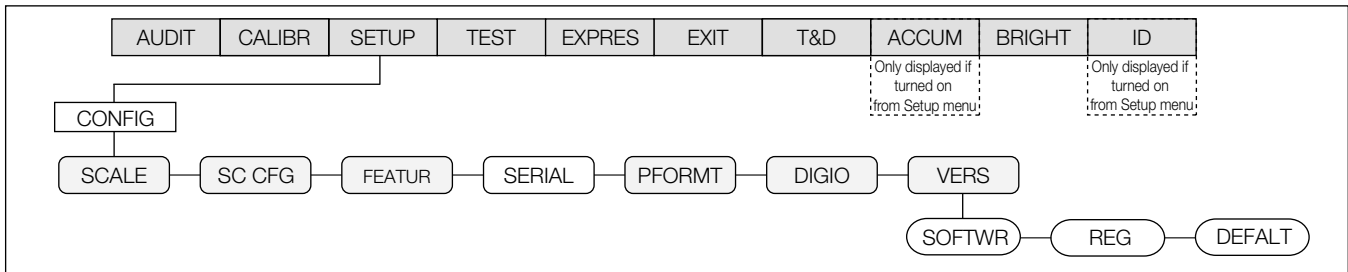 AUDIT CALIBR SETUP TEST EXPRES EXIT T&D ACCUM BRIGHT ID
Only displayed if
turned on
from Setup menu
Only displayed if
turned on
from Setup menu
CONFIG
SCALE SC CFG FEATUR SERIAL PFORMT DIGIO VERS
SOFTWR REG DEFALT